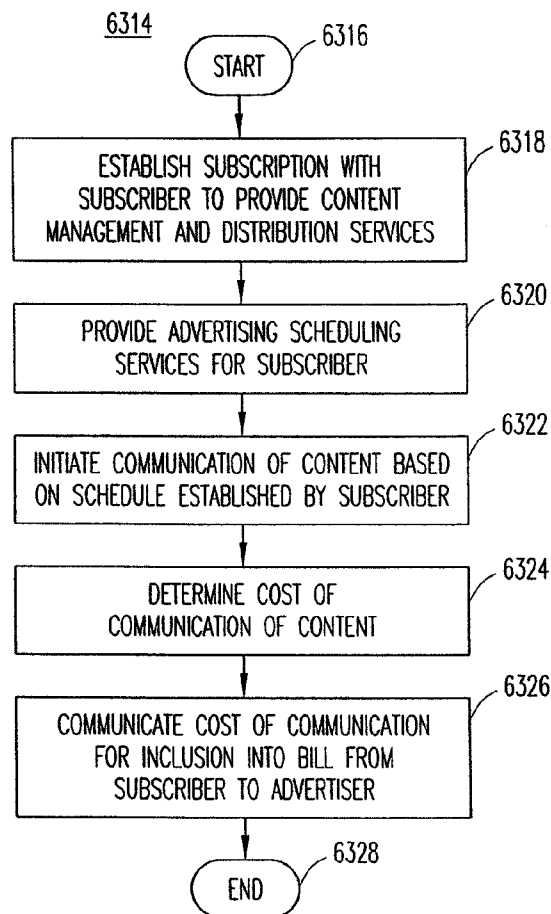 6314
6316
START
6318
ESTABLISH SUBSCRIPTION WITH
SUBSCRIBER TO PROVIDE CONTENT
MANAGEMENT AND DISTRIBUTION SERVICES
6320
PROVIDE ADVERTISING SCHEDULING
SERVICES FOR SUBSCRIBER
6322
INITIATE COMMUNICATION OF CONTENT BASED
ON SCHEDULE ESTABLISHED BY SUBSCRIBER
6324
DETERMINE COST OF
COMMUNICATION OF CONTENT
6326
COMMUNICATE COST OF COMMUNICATION
FOR INCLUSION INTO BILL FROM
SUBSCRIBER TO ADVERTISER
6328
END